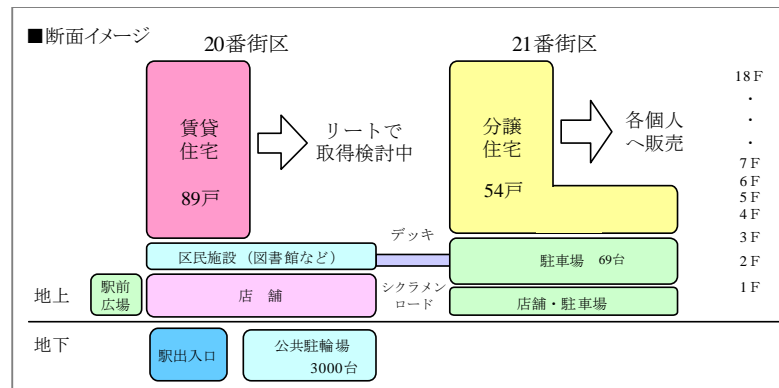 ■断面イメージ
20番街区
21番街区
18F
・
・
・
7F
6F
5F
4F
3F
2F
1F
賃貸
住宅
89戸
リートで
取得検討中
分譲
住宅
54戸
各個人
へ販売
デッキ
区民施設（図書館など）
駐車場 69台
地上
駅前
広場
店 舗
シクラメン
ロード
店舗・駐車場
地下
駅出入口
公共駐輪場
3000台